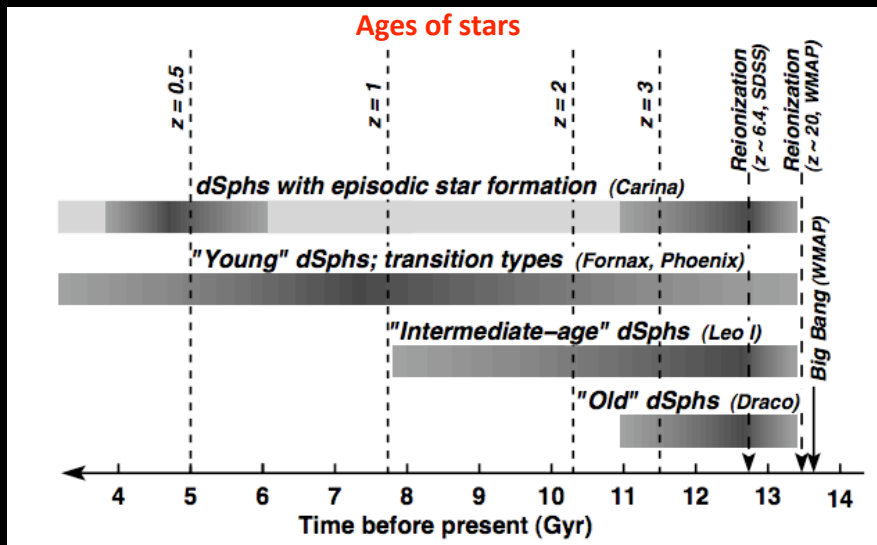 Ages of stars
z = 0.5
z = 1
z = 2
z = 3
Reionization
(z ~ 6.4, SDSS)
Reionization
(z ~ 20, WMAP)
dSphs with episodic star formation (Carina)
"Young" dSphs; transition types (Fornax, Phoenix)
"Intermediate–age" dSphs (Leo I)
"Old" dSphs (Draco)
Big Bang (WMAP)
4 5 6 7 8 9 10 11 12 13 14
Time before present (Gyr)